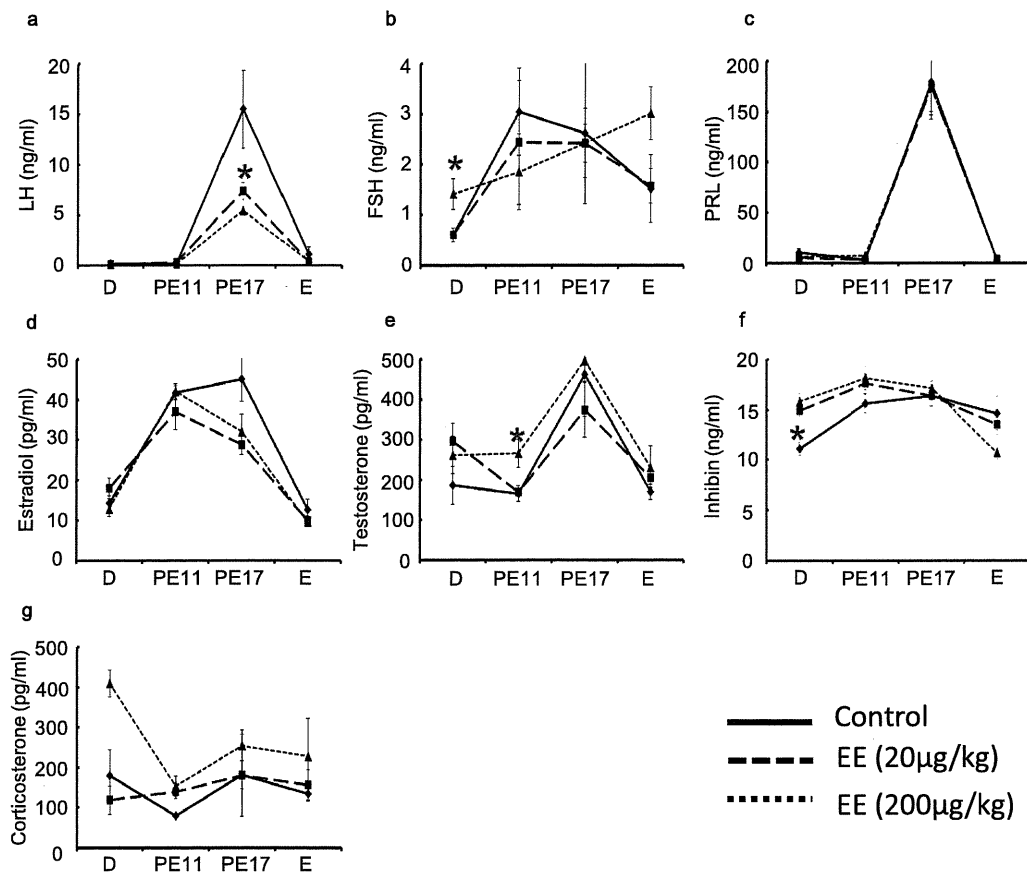 a
LH (ng/ml)
20
15
10
5
0
*
D PE11 PE17 E
b
FSH (ng/ml)
4
3
2
1
0
*
D PE11 PE17 E
c
PRL (ng/ml)
200
150
100
50
0
D PE11 PE17 E
d
Estradiol (pg/ml)
50
40
30
20
10
0
D PE11 PE17 E
e
Testosterone (pg/ml)
500
400
300
200
100
0
*
D PE11 PE17 E
f
Inhibin (ng/ml)
20
15
10
5
0
*
D PE11 PE17 E
g
Corticosterone (pg/ml)
500
400
300
200
100
0
D PE11 PE17 E
Control
EE (20μg/kg)
EE (200μg/kg)